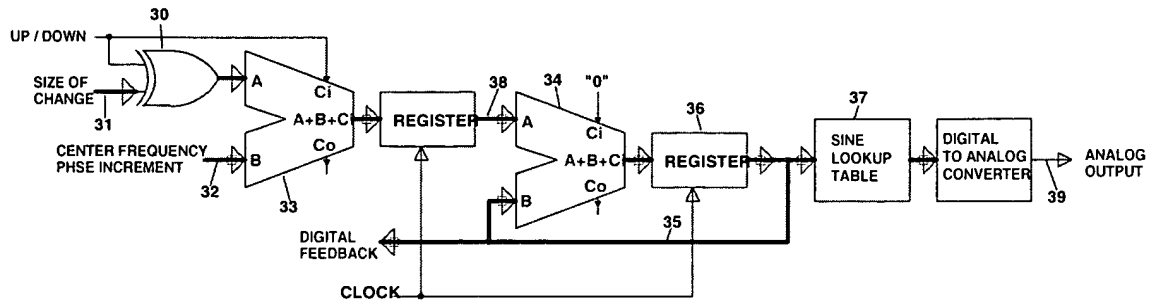 30
UP / DOWN
SIZE OF
CHANGE
31
A
Ci
A+B+C
CENTER FREQUENCY
PHSE INCREMENT
32
B
Co
33
REGISTER
38
34
"0"
A
Ci
A+B+C
B
Co
36
REGISTER
37
SINE
LOOKUP
TABLE
DIGITAL
TO ANALOG
CONVERTER
39
ANALOG
OUTPUT
35
DIGITAL
FEEDBACK
CLOCK